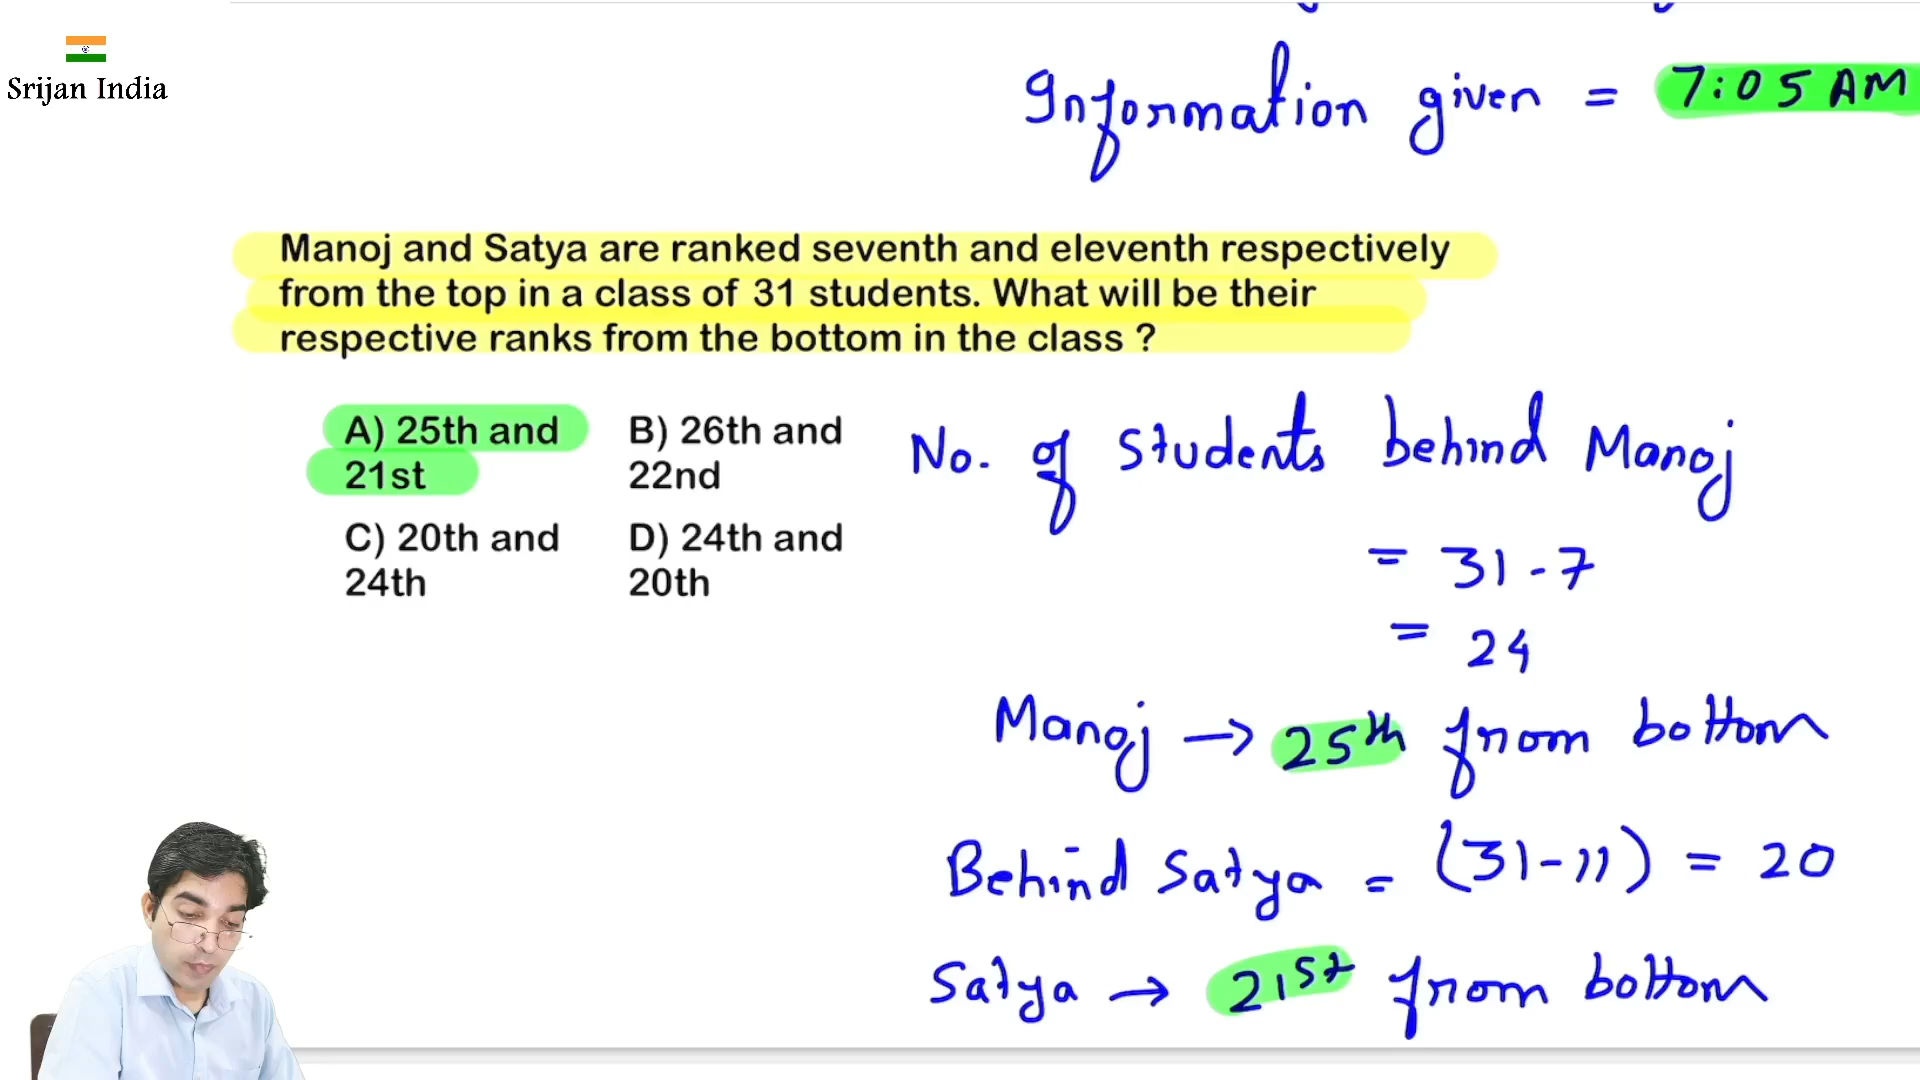 Srijan India
Information given = 7:05 AM
Manoj and Satya are ranked seventh and eleventh respectively
from the top in a class of 31 students. What will be their
respective ranks from the bottom in the class ?
A) 25th and
21st
B) 26th and
22nd
C) 20th and
24th
D) 24th and
20th
No. of students behind Manoj
= 31 - 7
= 24
Manoj → 25th from bottom
Behind Satya = (31-11) = 20
Satya → 21st from bottom